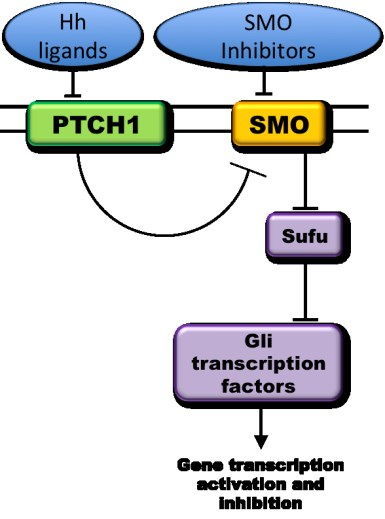 Hh
ligands
SMO
Inhibitors
PTCH1
SMO
Sufu
Gli
transcription
factors
Gene transcription
activation and
inhibition